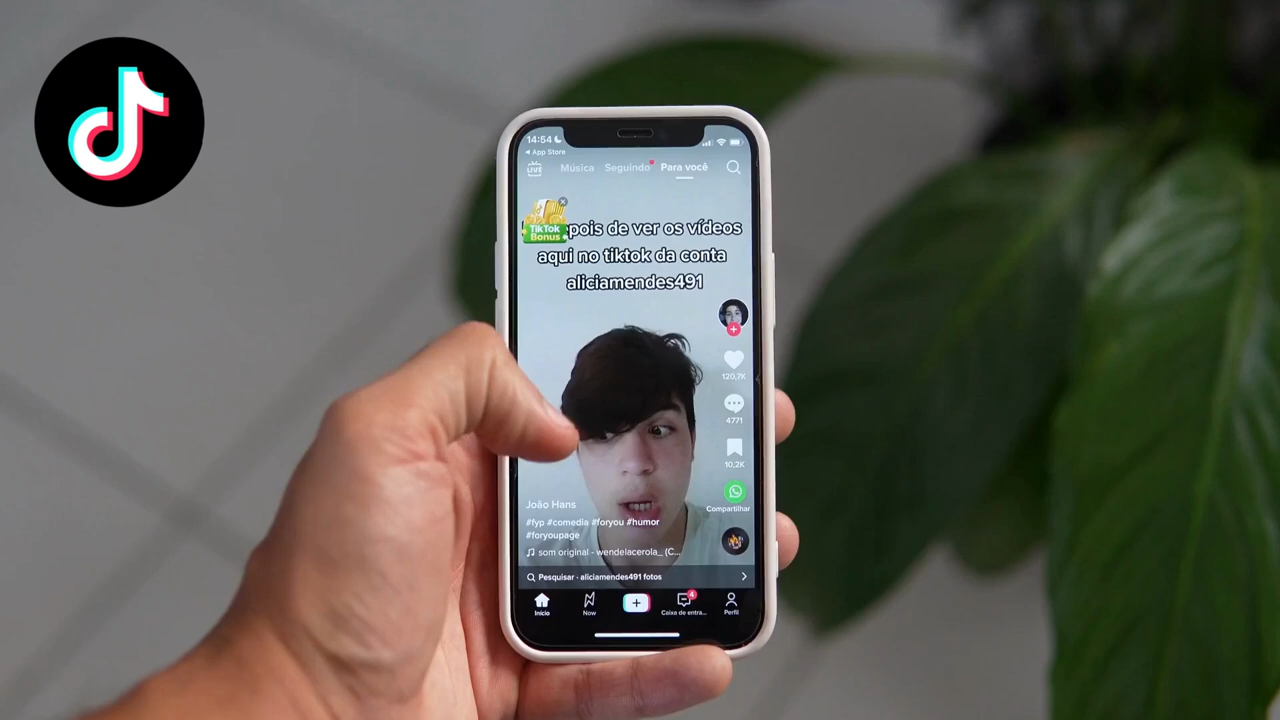 14:54
App Store
LIVE
Música
Seguindo
Para você
TikTok
Bonus
pois de ver os vídeos
aqui no tiktok da conta
aliciamendes491
120,7K
4771
10,2K
Compartilhar
João Hans
#fyp #comedia #foryou #humor
#foryoupage
som original - wendelacerola_ (C...
Pesquisar · aliciamendes491 fotos
Início
Now
4
Caixa de entra...
Perfil